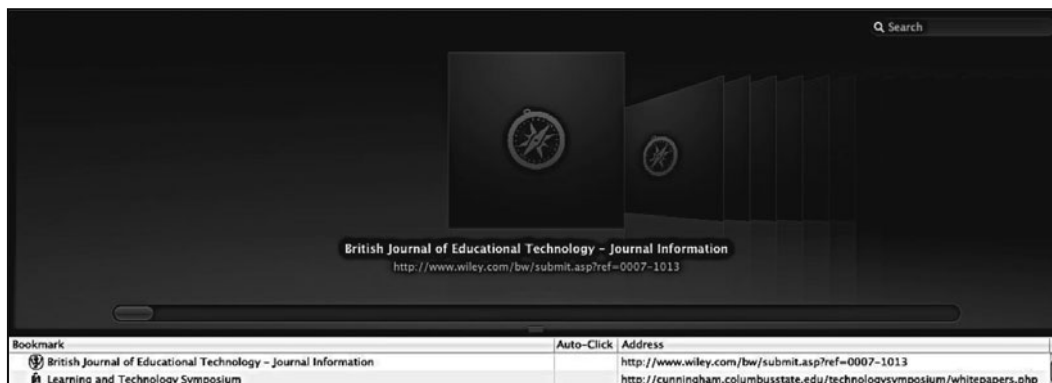 Search
British Journal of Educational Technology – Journal Information
http://www.wiley.com/bw/submit.asp?ref=0007-1013
Bookmark Auto-Click Address
British Journal of Educational Technology – Journal Information http://www.wiley.com/bw/submit.asp?ref=0007-1013
Learning and Technology Symposium http://cunningham.columbusstate.edu/technologysymposium/whitepapers.php